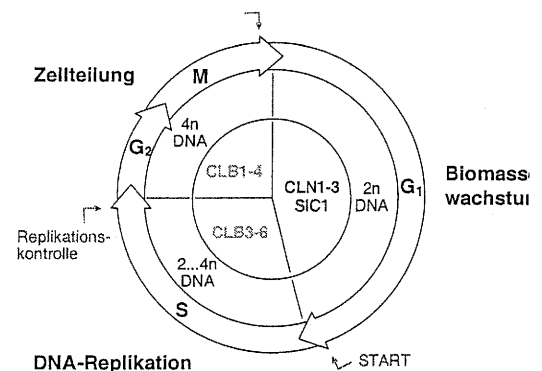 Zellteilung
M
4n
DNA
G2
CLB1-4
CLN1-3
SIC1
2n
DNA
G1
Biomass
wachstu
CLB3-6
Replikations-
kontrolle
2...4n
DNA
S
START
DNA-Replikation